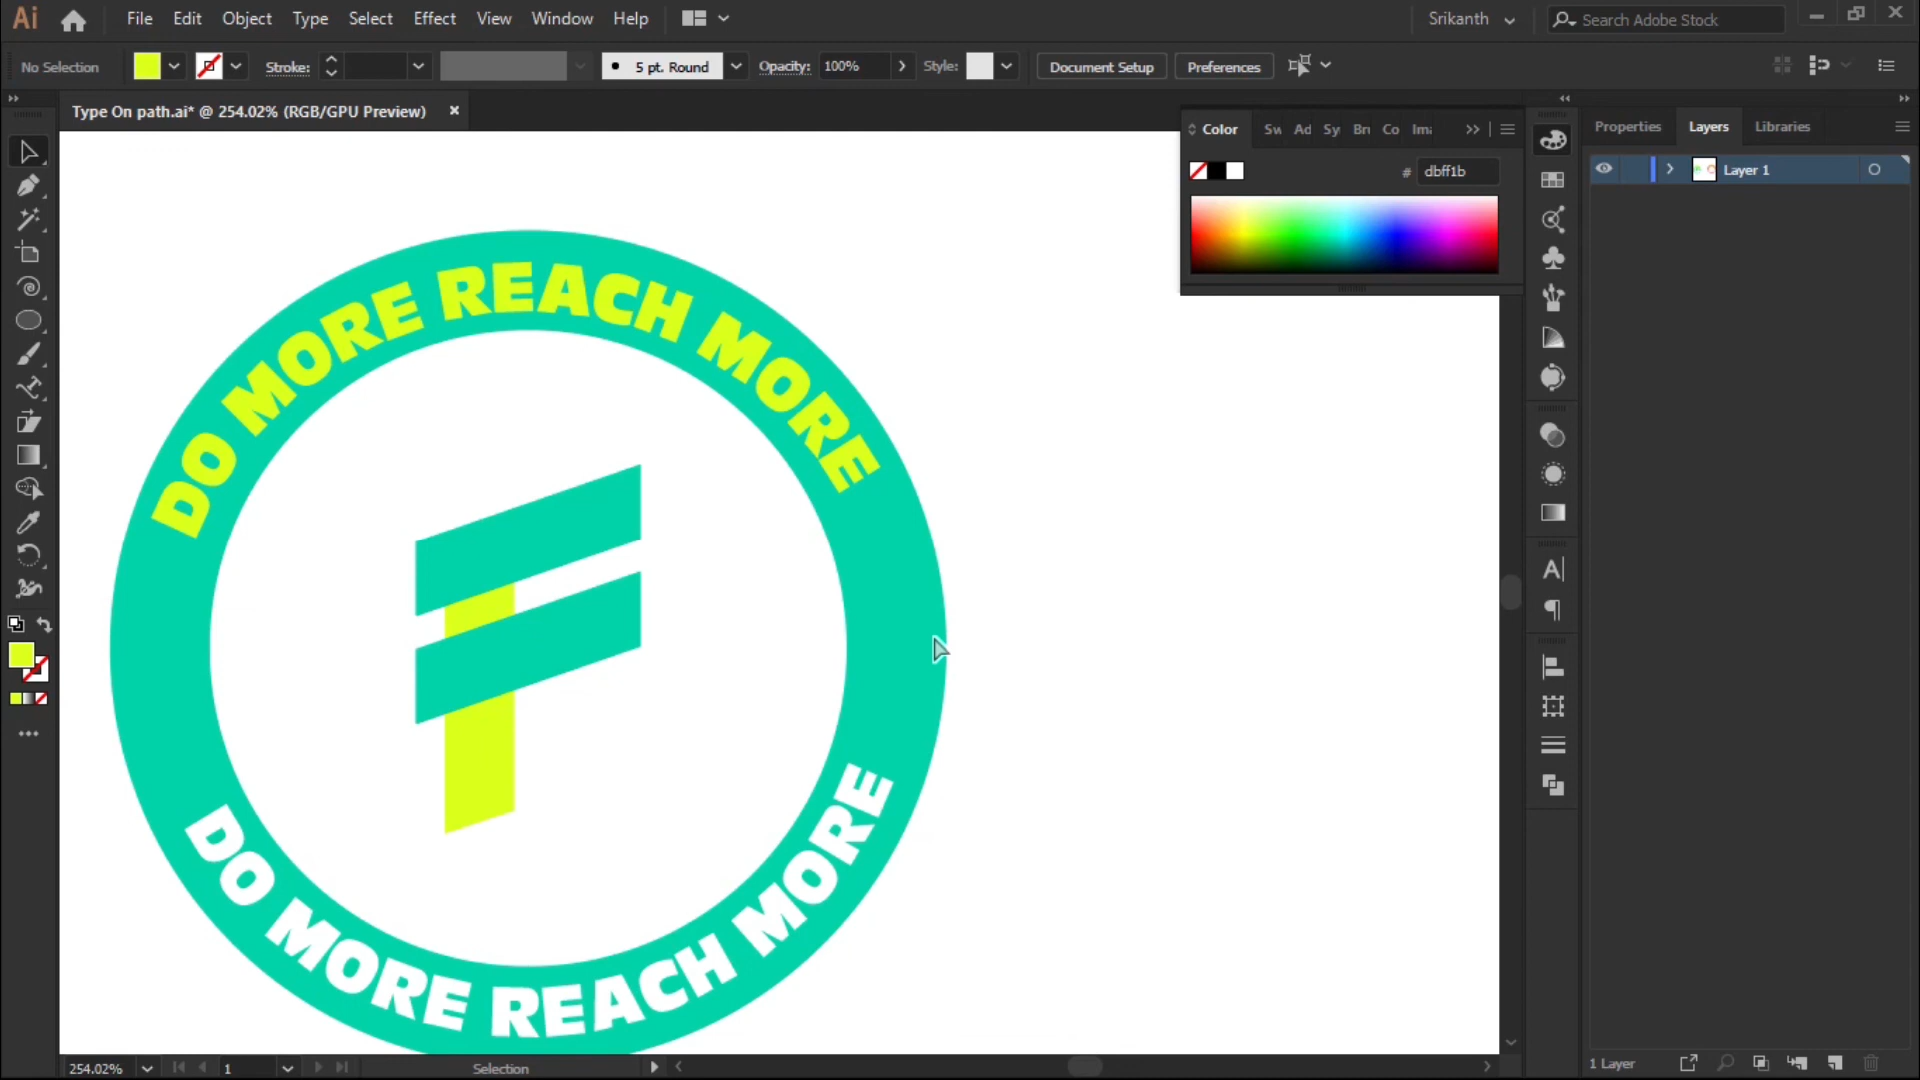 Ai File Edit Object Type Select Effect View Window Help Srikanth Search Adobe Stock
No Selection Stroke: 5 pt. Round Opacity: 100% Style: Document Setup Preferences
Type On path.ai* @ 254.02% (RGB/GPU Preview)
Color Sw Ad Sy Bru Co Ima
# dbff1b
Properties Layers Libraries
Layer 1
DO MORE REACH MORE
F
DO MORE REACH MORE
254.02% 1 Selection
1 Layer